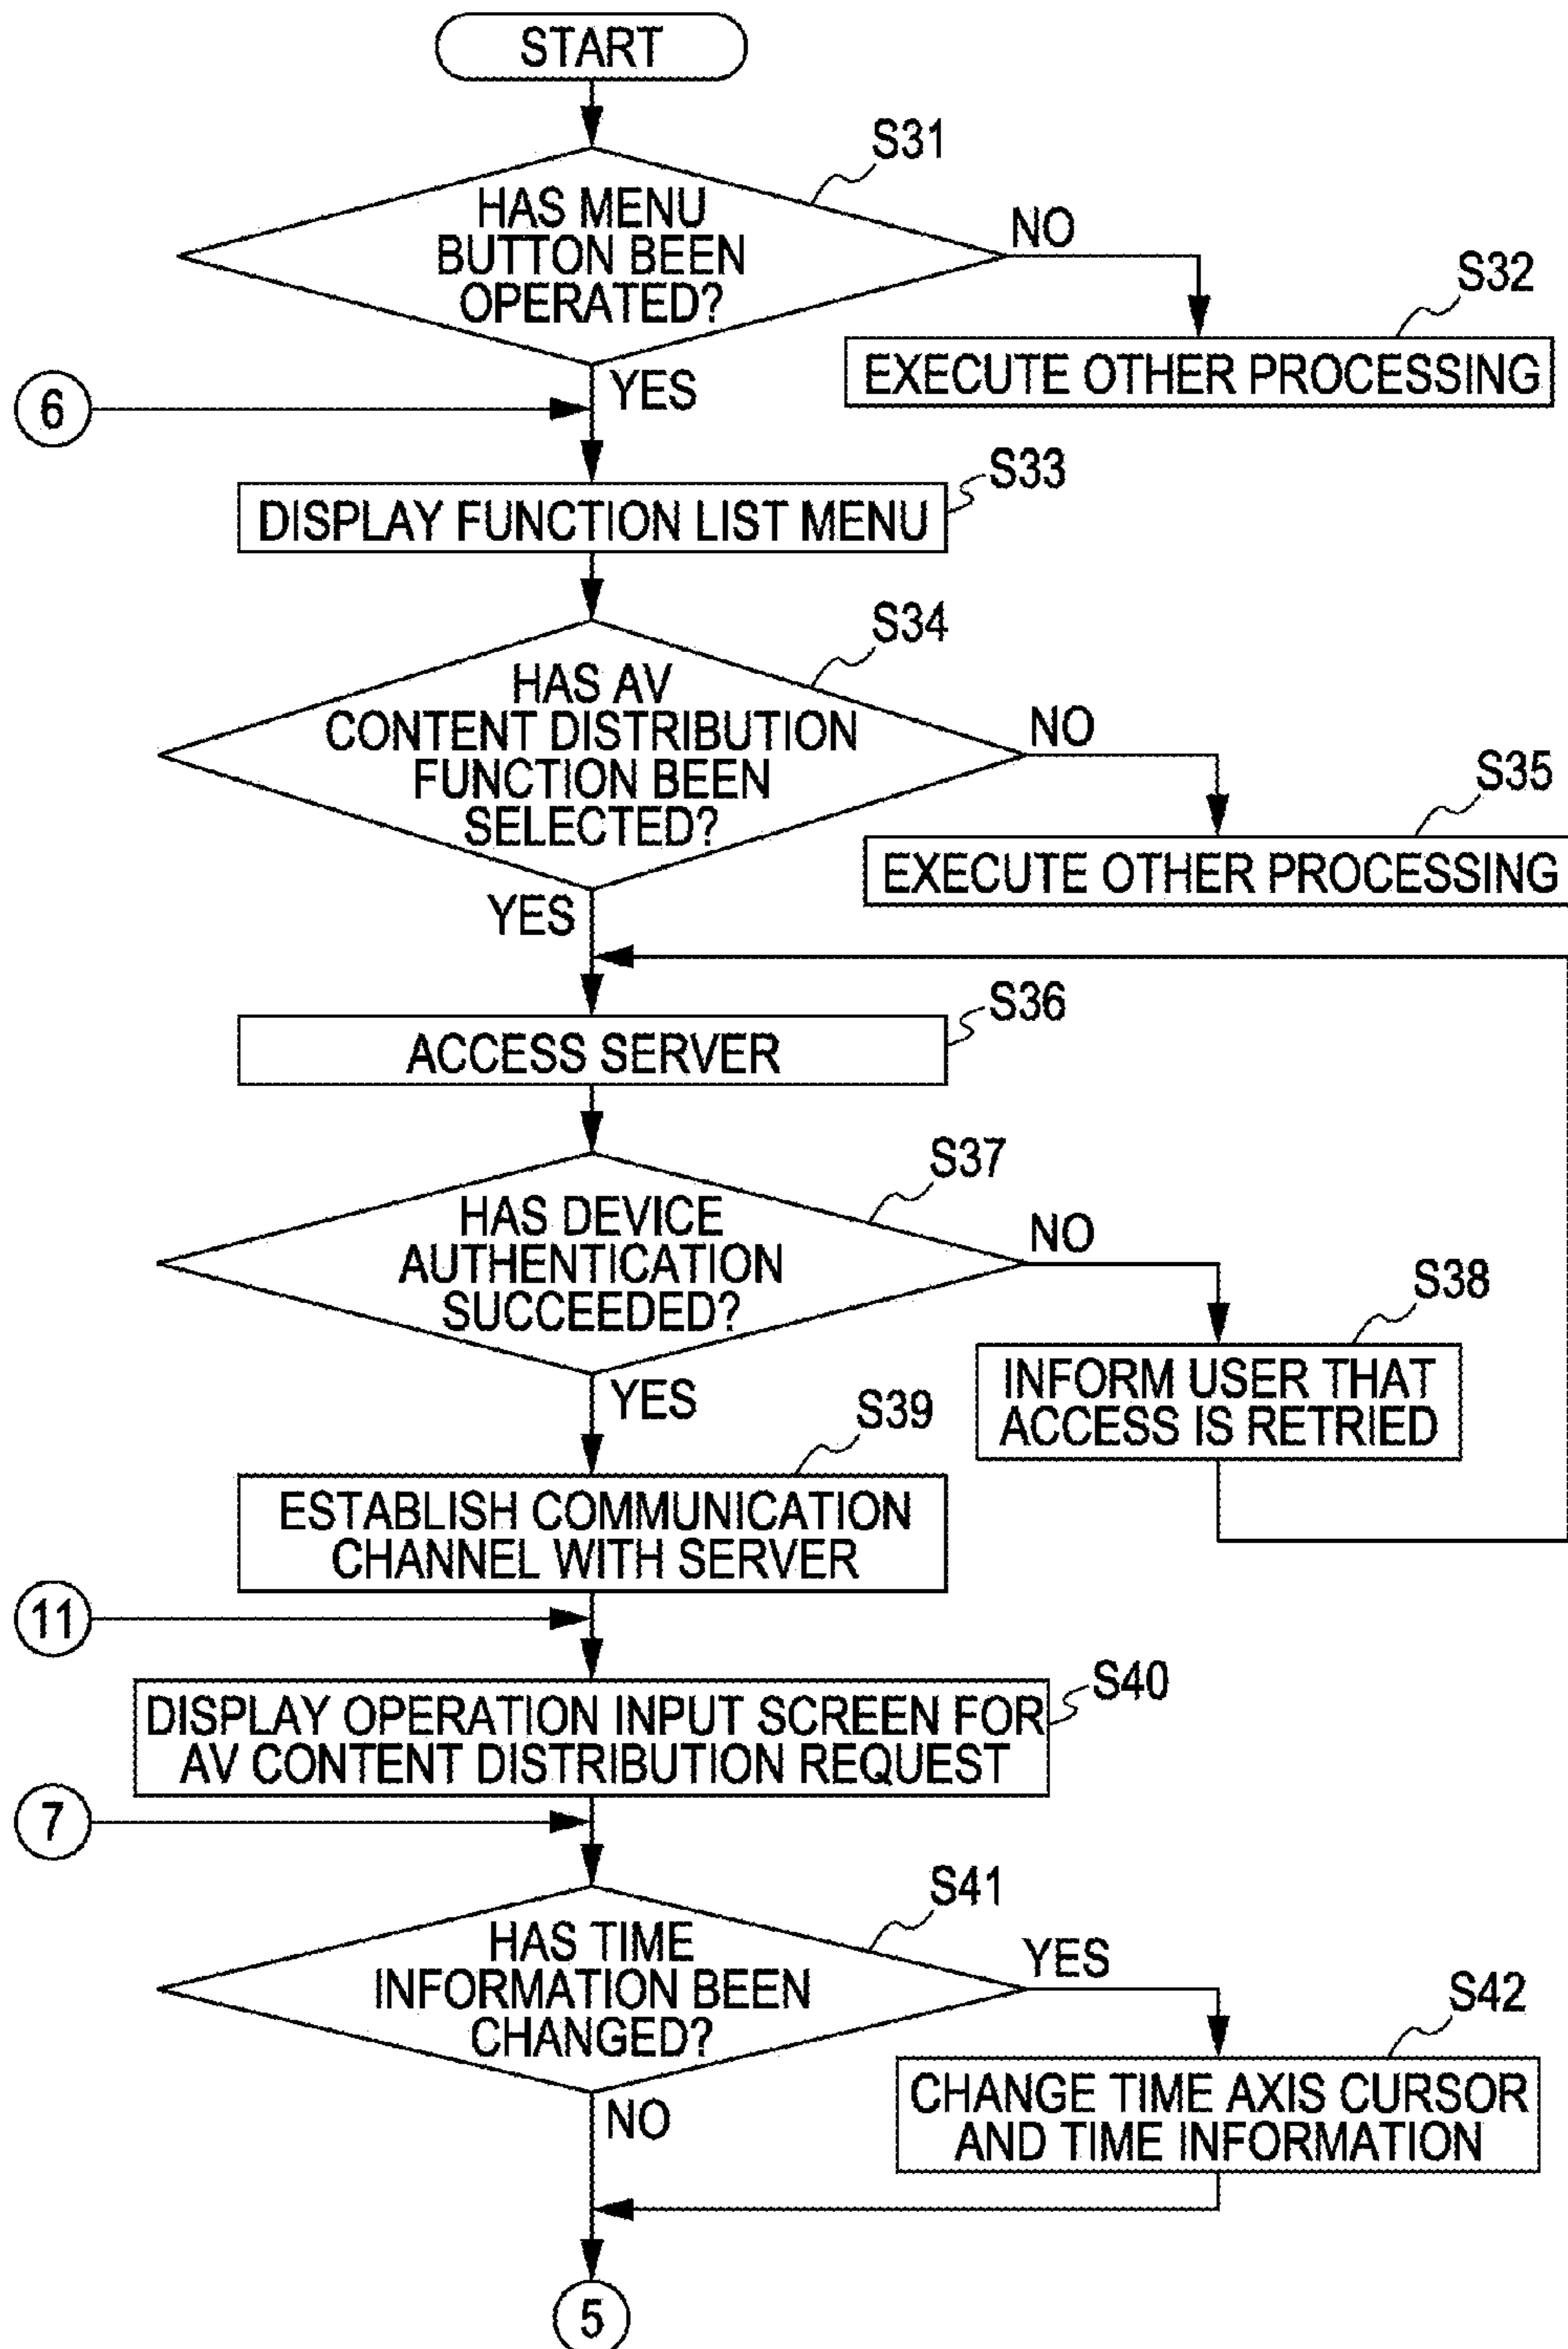 START
S31
HAS MENU
BUTTON BEEN
OPERATED?
NO
S32
EXECUTE OTHER PROCESSING
YES
6
S33
DISPLAY FUNCTION LIST MENU
S34
HAS AV
CONTENT DISTRIBUTION
FUNCTION BEEN
SELECTED?
NO
S35
EXECUTE OTHER PROCESSING
YES
S36
ACCESS SERVER
S37
HAS DEVICE
AUTHENTICATION
SUCCEEDED?
NO
S38
INFORM USER THAT
ACCESS IS RETRIED
YES
S39
ESTABLISH COMMUNICATION
CHANNEL WITH SERVER
11
S40
DISPLAY OPERATION INPUT SCREEN FOR
AV CONTENT DISTRIBUTION REQUEST
7
S41
HAS TIME
INFORMATION BEEN
CHANGED?
YES
S42
CHANGE TIME AXIS CURSOR
AND TIME INFORMATION
NO
5